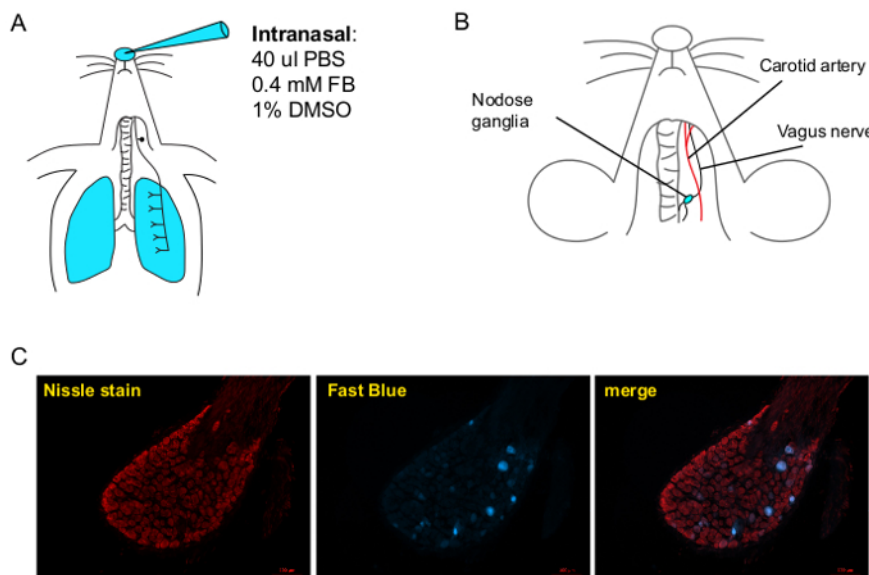 A
Intranasal:
40 ul PBS
0.4 mM FB
1% DMSO
B
Carotid artery
Nodose
ganglia
Vagus nerve
C
Nissle stain
Fast Blue
merge